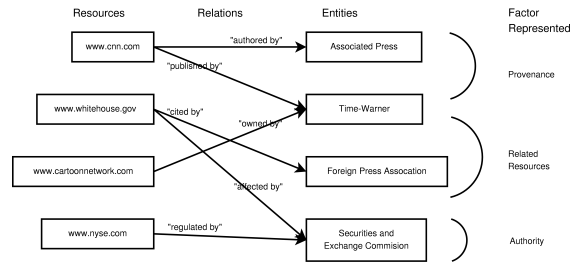 Resources Relations Entities Factor
Represented
www.cnn.com "authored by" Associated Press
"published by"
Provenance
www.whitehouse.gov "cited by" Time-Warner
"owned by"
www.cartoonnetwork.com Foreign Press Assocation Related
Resources
"affected by"
www.nyse.com "regulated by" Securities and
Exchange Commision
Authority